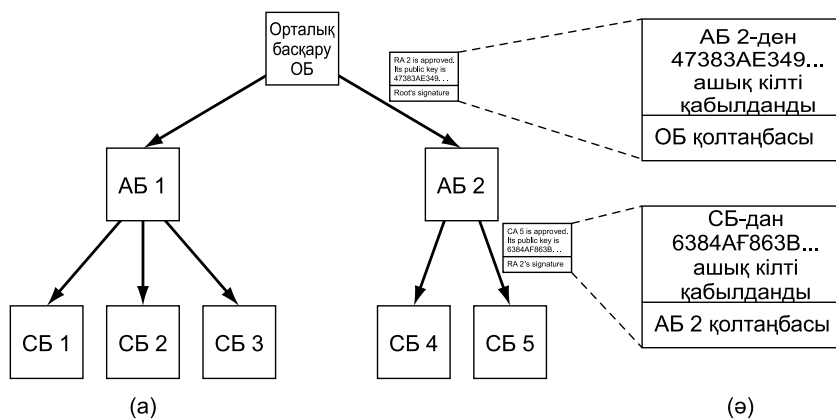 Орталық
басқару
ОБ
RA 2 is approved.
Its public key is
47383AE349. . .
Root's signature
АБ 2-ден
47383AE349...
ашық кілті
қабылданды
ОБ қолтаңбасы
АБ 1
АБ 2
CA 5 is approved.
Its public key is
6384AF863B. . .
RA 2's signature
СБ-дан
6384AҒ863B...
ашық кілті
қабылданды
АБ 2 қолтаңбасы
СБ 1
СБ 2
СБ 3
СБ 4
СБ 5
(а)
(ә)